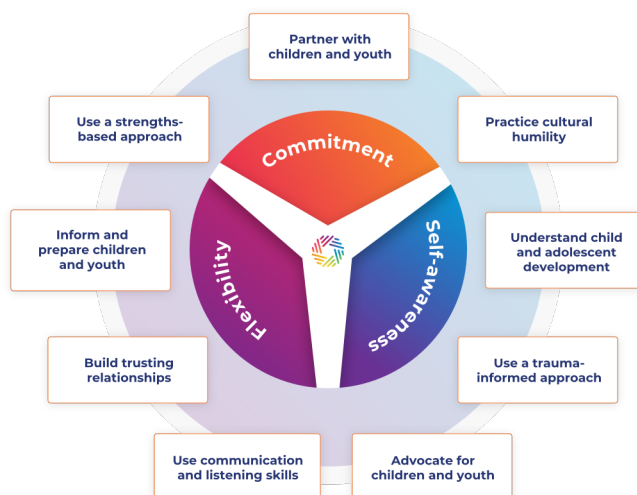 Partner with
children and youth
Use a strengths-
based approach
Practice cultural
humility
Commitment
Inform and
prepare children
and youth
Flexibility
Self-awareness
Understand child
and adolescent
development
Build trusting
relationships
Use a trauma-
informed approach
Use communication
and listening skills
Advocate for
children and youth